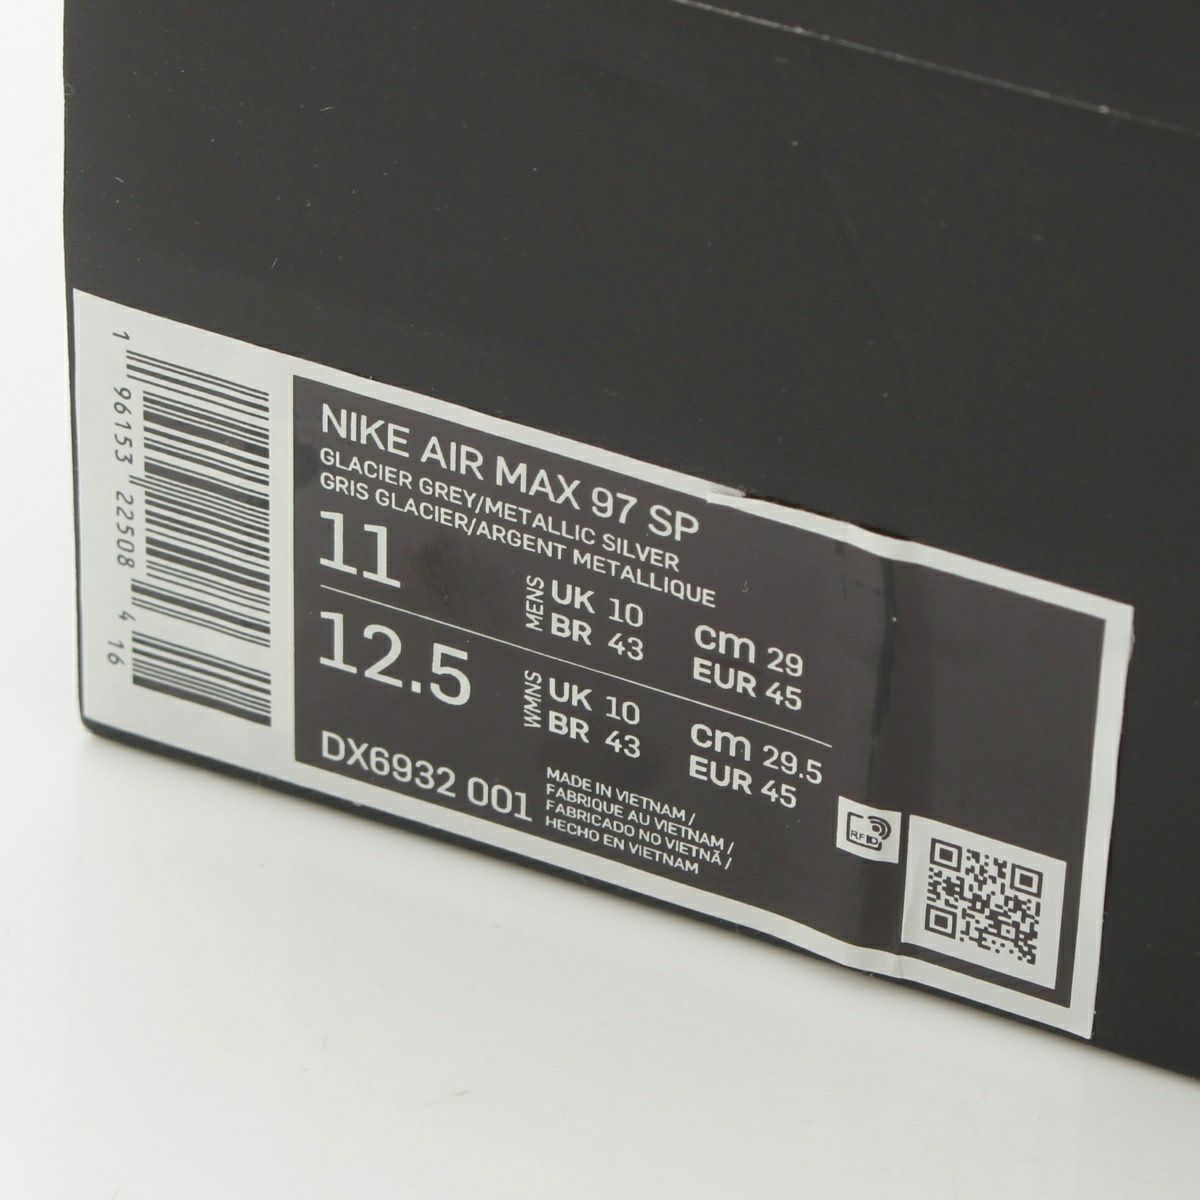 1 96153 22508 4 16
NIKE AIR MAX 97 SP
GLACIER GREY/METALLIC SILVER
GRIS GLACIER/ARGENT METALLIQUE
11
MENS
UK 10
BR 43
cm 29
EUR 45
12.5
WMNS
UK 10
BR 43
cm 29.5
EUR 45
DX6932 001
MADE IN VIETNAM /
FABRIQUE AU VIETNAM /
FABRICADO NO VIETNÃ /
HECHO EN VIETNAM
RFID